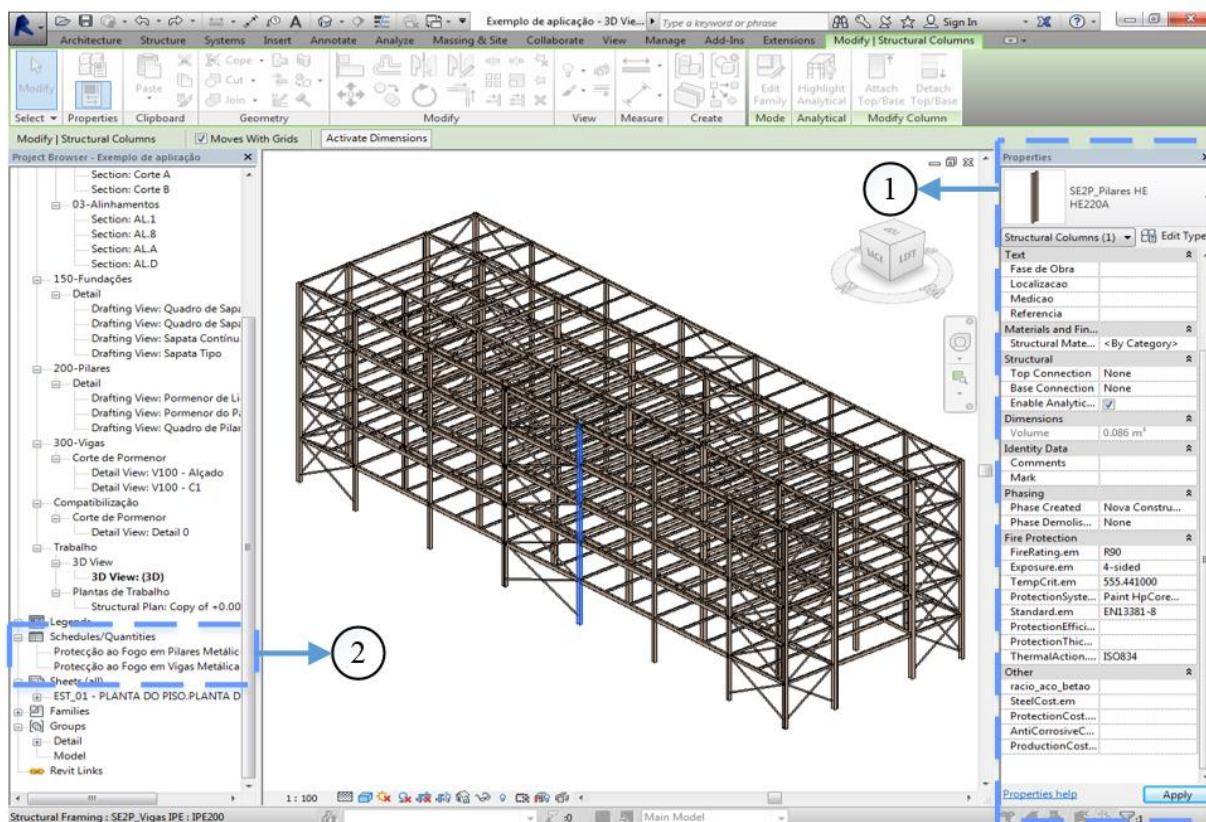 Exemplo de aplicação - 3D Vie...
Type a keyword or phrase
Sign In
Architecture Structure Systems Insert Annotate Analyze Massing & Site Collaborate View Manage Add-Ins Extensions Modify | Structural Columns
Modify
Paste
Cope
Cut
Join
Edit Family
Highlight Analytical
Attach Top/Base
Detach Top/Base
Select Properties Clipboard Geometry Modify View Measure Create Mode Analytical Modify Column
Modify | Structural Columns Moves With Grids Activate Dimensions
Project Browser - Exemplo de aplicação
Section: Corte A
Section: Corte B
03-Alinhamentos
Section: AL.1
Section: AL.8
Section: AL.A
Section: AL.D
150-Fundações
Detail
Drafting View: Quadro de Sapa
Drafting View: Quadro de Sapa
Drafting View: Sapata Contínu
Drafting View: Sapata Tipo
200-Pilares
Detail
Drafting View: Pormenor de Li
Drafting View: Pormenor do Pa
Drafting View: Quadro de Pilar
300-Vigas
Corte de Pormenor
Detail View: V100 - Alçado
Detail View: V100 - C1
Compatibilização
Corte de Pormenor
Detail View: Detail 0
Trabalho
3D View
3D View: (3D)
Plantas de Trabalho
Structural Plan: Copy of +0.00
Legends
Schedules/Quantities
Protecção ao Fogo em Pilares Metálic
Protecção ao Fogo em Vigas Metálica
Sheets (all)
EST_01 - PLANTA DO PISO.PLANTA D
Families
Groups
Detail
Model
Revit Links
1
2
TOP
BACK
LEFT
1 : 100
Properties
SE2P_Pilares HE
HE220A
Structural Columns (1) Edit Type
Text
Fase de Obra
Localizacao
Medicao
Referencia
Materials and Fin...
Structural Mate... <By Category>
Structural
Top Connection None
Base Connection None
Enable Analytic...
Dimensions
Volume 0.086 m³
Identity Data
Comments
Mark
Phasing
Phase Created Nova Constru...
Phase Demolis... None
Fire Protection
FireRating.em R90
Exposure.em 4-sided
TempCrit.em 555.441000
ProtectionSyste... Paint HpCore...
Standard.em EN13381-8
ProtectionEffici...
ProtectionThic...
ThermalAction.... ISO834
Other
racio_aco_betao
SteelCost.em
ProtectionCost....
AntiCorrosiveC...
ProductionCost...
Properties help Apply
Structural Framing : SE2P_Vigas IPE : IPE200
:0
Main Model
:1